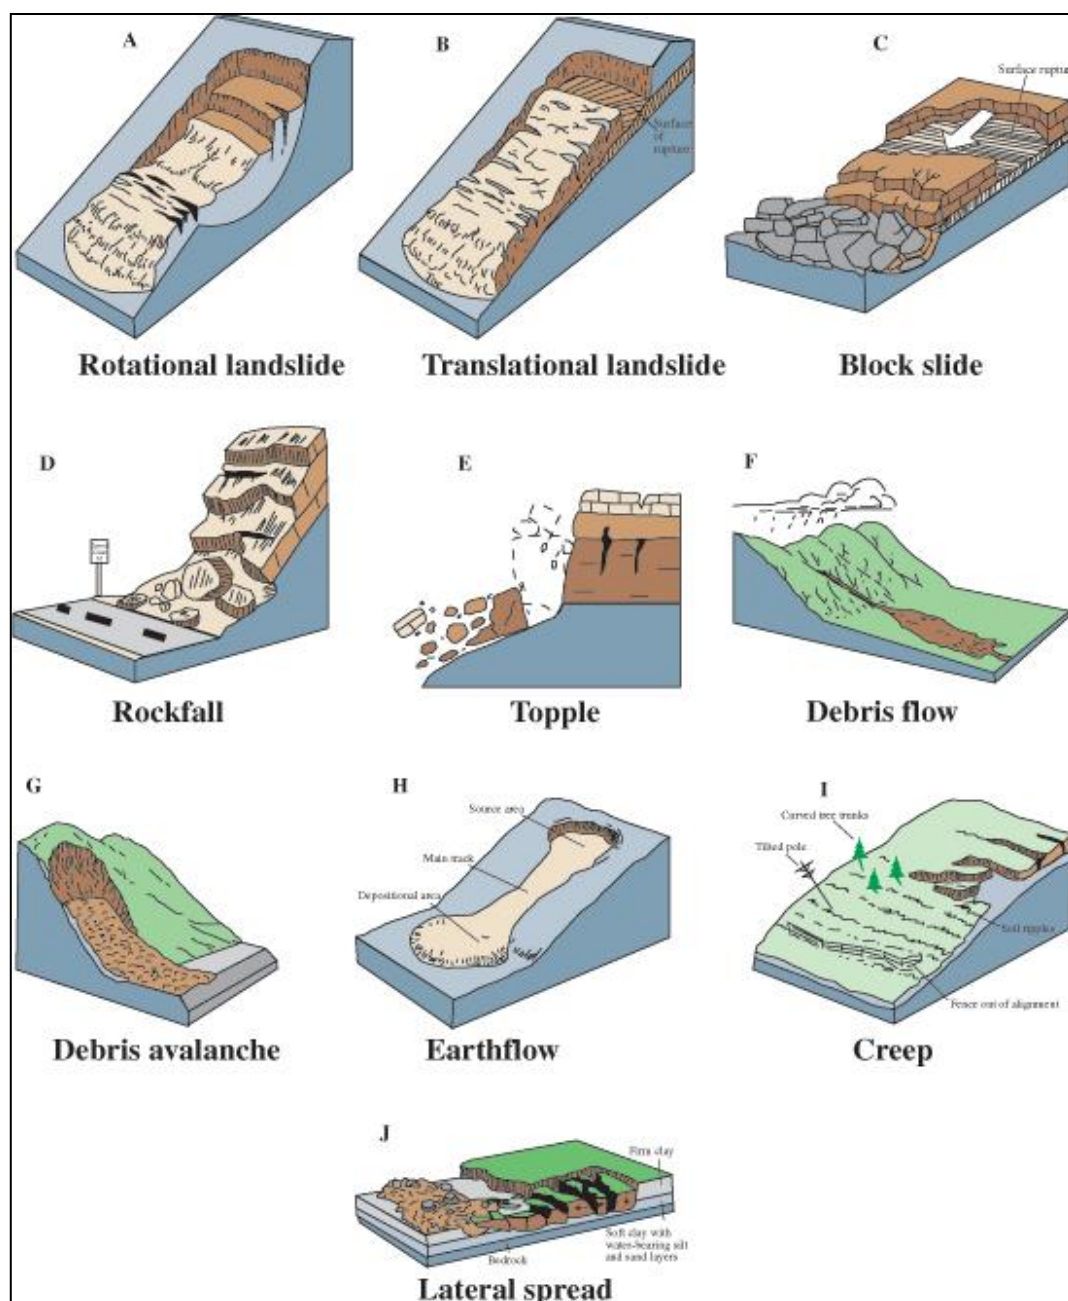 A
B
C
Surface rupture
Surface
of
rupture
Toe
Rotational landslide
Translational landslide
Block slide
D
E
F
Rockfall
Topple
Debris flow
G
H
I
Source area
Curved tree trunks
Tilted pole
Main track
Depositional area
Soil ripples
Fence out of alignment
Debris avalanche
Earthflow
Creep
J
Firm clay
Soft clay with
water-bearing silt
and sand layers
Bedrock
Lateral spread